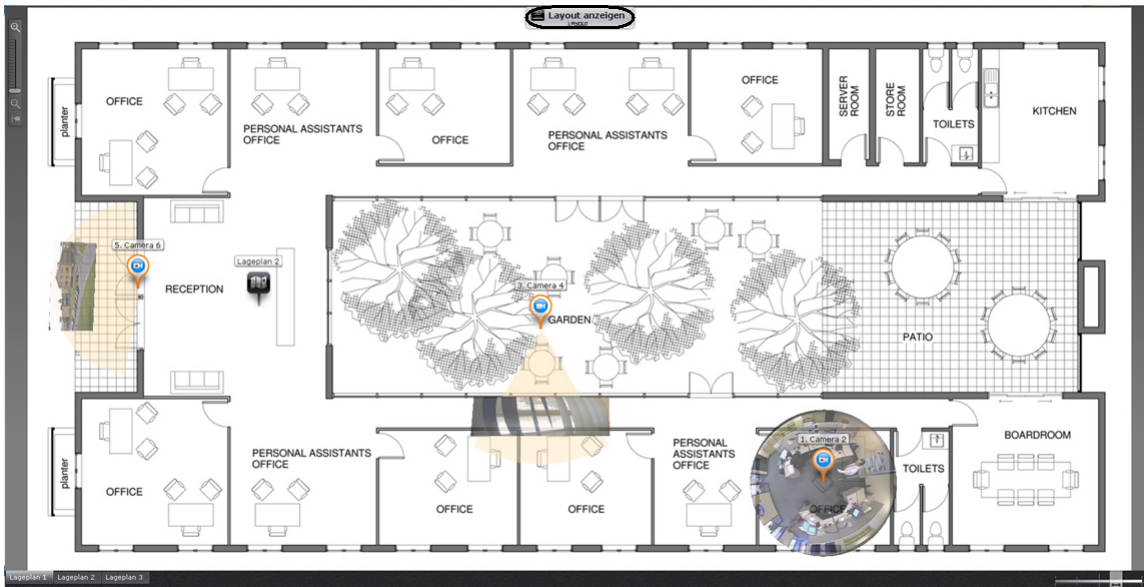 Layout anzeigen
LAYOUT
planter
OFFICE
PERSONAL ASSISTANTS
OFFICE
OFFICE
PERSONAL ASSISTANTS
OFFICE
OFFICE
SERVER
ROOM
STORE
ROOM
TOILETS
KITCHEN
5. Camera 6
RECEPTION
Lageplan 2
3. Camera 4
GARDEN
PATIO
planter
OFFICE
PERSONAL ASSISTANTS
OFFICE
OFFICE
OFFICE
PERSONAL
ASSISTANTS
OFFICE
1. Camera 2
OFFICE
TOILETS
BOARDROOM
Lageplan 1
Lageplan 2
Lageplan 3